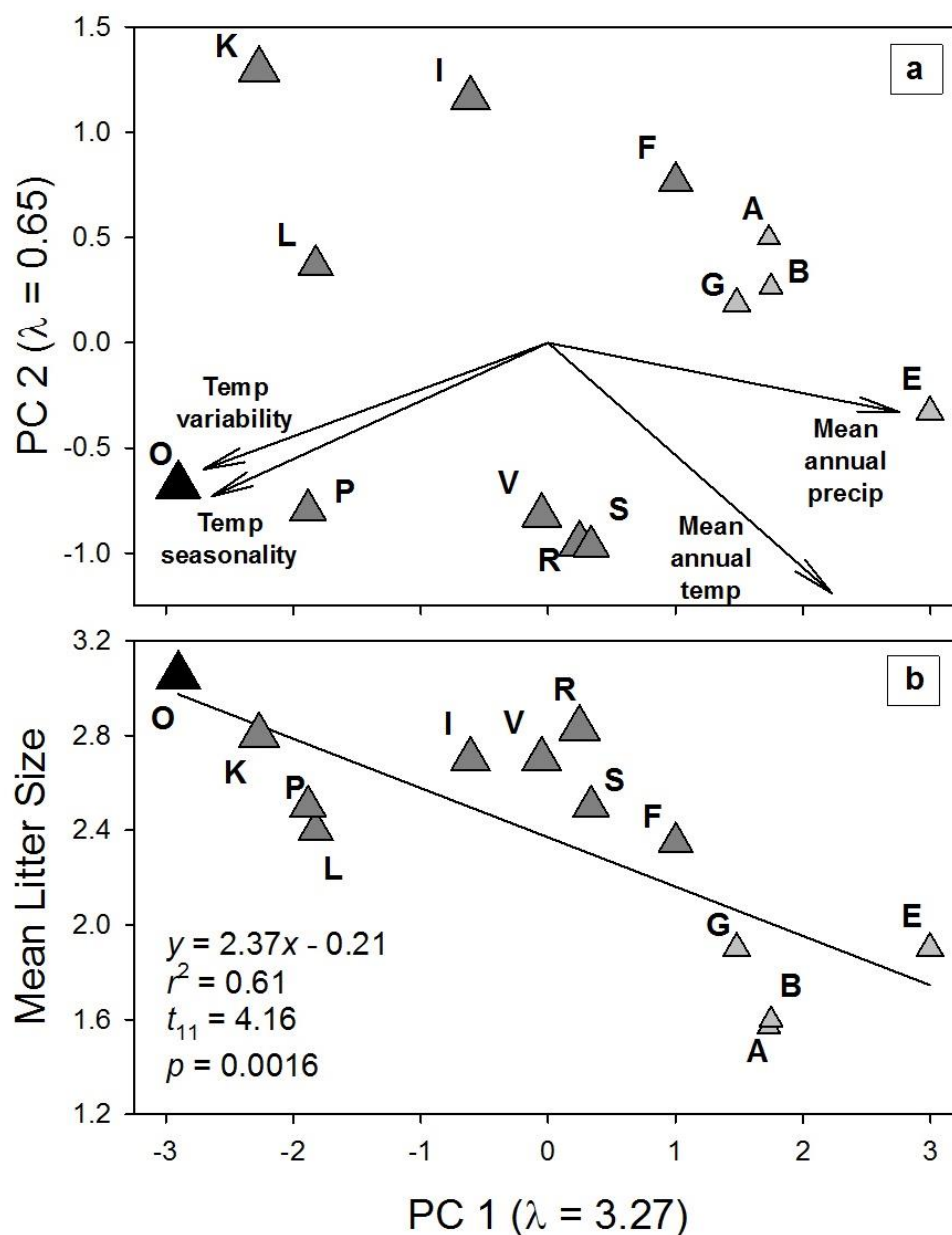 a
K
I
F
A
B
G
L
E
O
P
V
S
R
Temp
variability
Temp
seasonality
Mean
annual
precip
Mean
annual
temp
1.5
1.0
0.5
0.0
-0.5
-1.0
PC 2 (λ = 0.65)
b
O
K
P
L
I
V
R
S
F
G
E
B
A
y = 2.37x - 0.21
r² = 0.61
t₁₁ = 4.16
p = 0.0016
3.2
2.8
2.4
2.0
1.6
1.2
Mean Litter Size
-3 -2 -1 0 1 2 3
PC 1 (λ = 3.27)